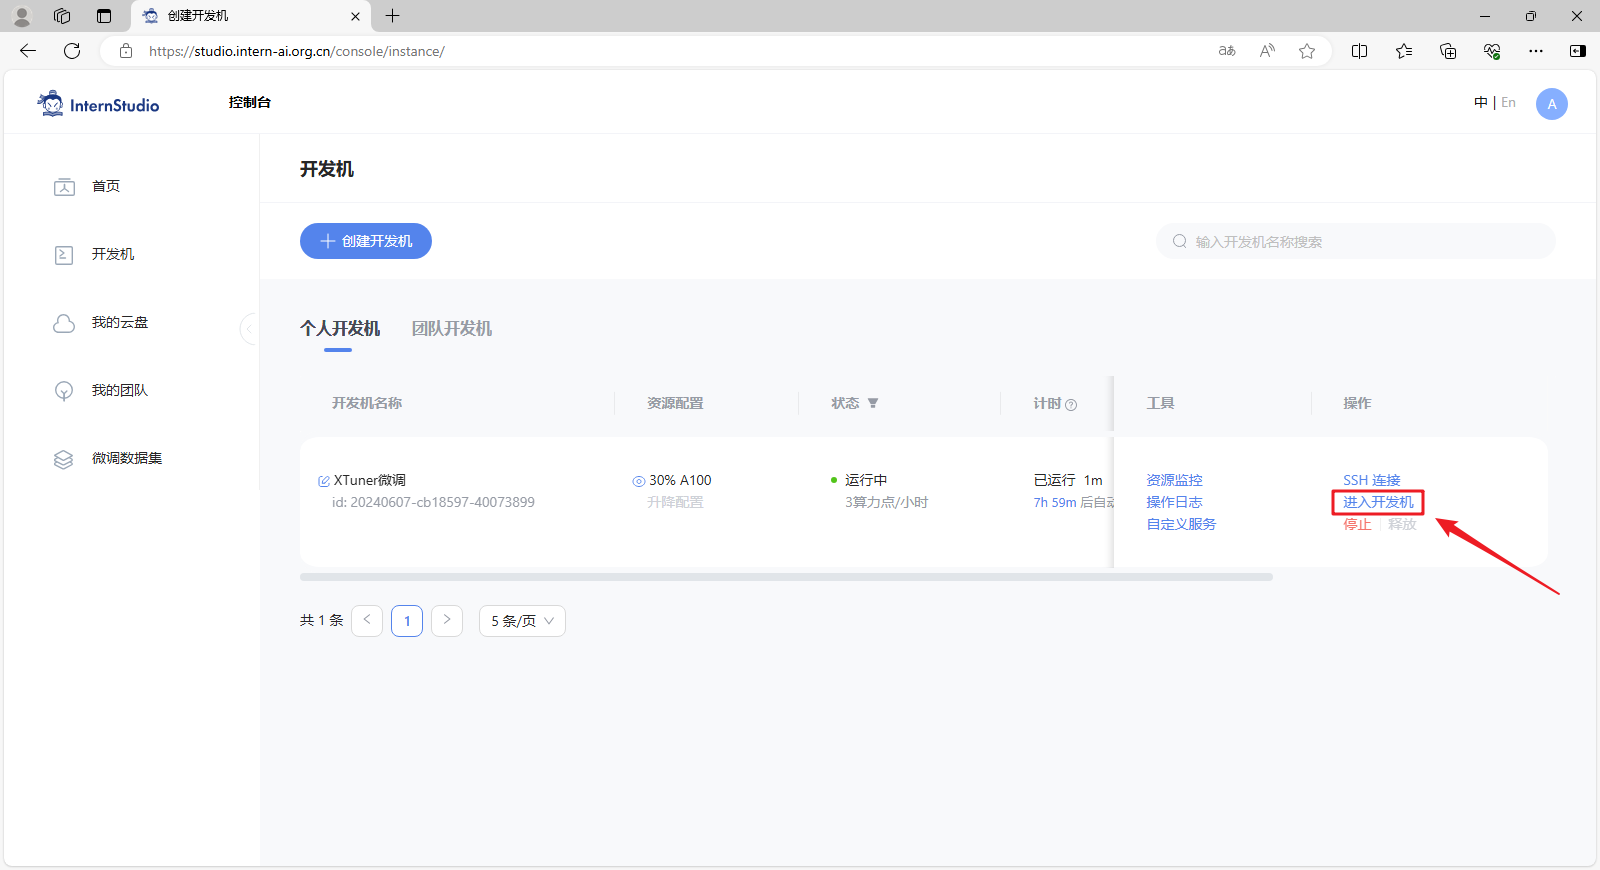 创建开发机
https://studio.intern-ai.org.cn/console/instance/
InternStudio
控制台
中 | En
A
首页
开发机
我的云盘
我的团队
微调数据集
开发机
创建开发机
输入开发机名称搜索
个人开发机 团队开发机
开发机名称 资源配置 状态 计时 工具 操作
XTuner微调 30% A100 运行中 已运行 1m 资源监控 SSH 连接
id: 20240607-cb18597-40073899 升降配置 3算力点/小时 7h 59m 后自动 操作日志 进入开发机
自定义服务 停止 释放
共 1 条 < 1 > 5 条/页